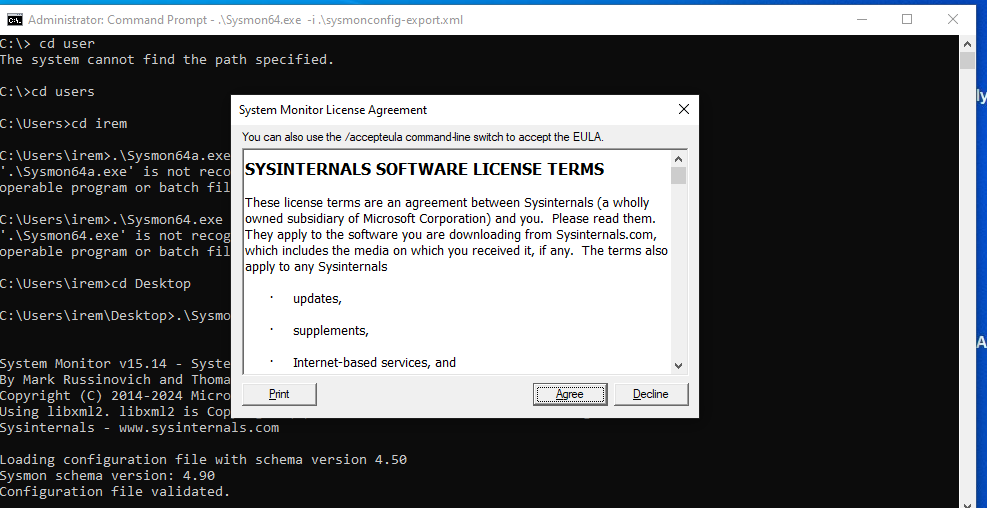 Administrator: Command Prompt - .\Sysmon64.exe -i .\sysmonconfig-export.xml
C:\> cd user
The system cannot find the path specified.
C:\>cd users
C:\Users>cd irem
C:\Users\irem>.\Sysmon64a.exe
'.\Sysmon64a.exe' is not reco
operable program or batch fil
C:\Users\irem>.\Sysmon64.exe
'.\Sysmon64.exe' is not recog
operable program or batch fil
C:\Users\irem>cd Desktop
C:\Users\irem\Desktop>.\Sysmo
System Monitor v15.14 - Syste
By Mark Russinovich and Thoma
Copyright (C) 2014-2024 Micro
Using libxml2. libxml2 is Cop
Sysinternals - www.sysinternals.com
Loading configuration file with schema version 4.50
Sysmon schema version: 4.90
Configuration file validated.
System Monitor License Agreement
You can also use the /accepteula command-line switch to accept the EULA.
SYSINTERNALS SOFTWARE LICENSE TERMS
These license terms are an agreement between Sysinternals (a wholly
owned subsidiary of Microsoft Corporation) and you. Please read them.
They apply to the software you are downloading from Sysinternals.com,
which includes the media on which you received it, if any. The terms also
apply to any Sysinternals
· updates,
· supplements,
· Internet-based services, and
Print
Agree
Decline
ly
A